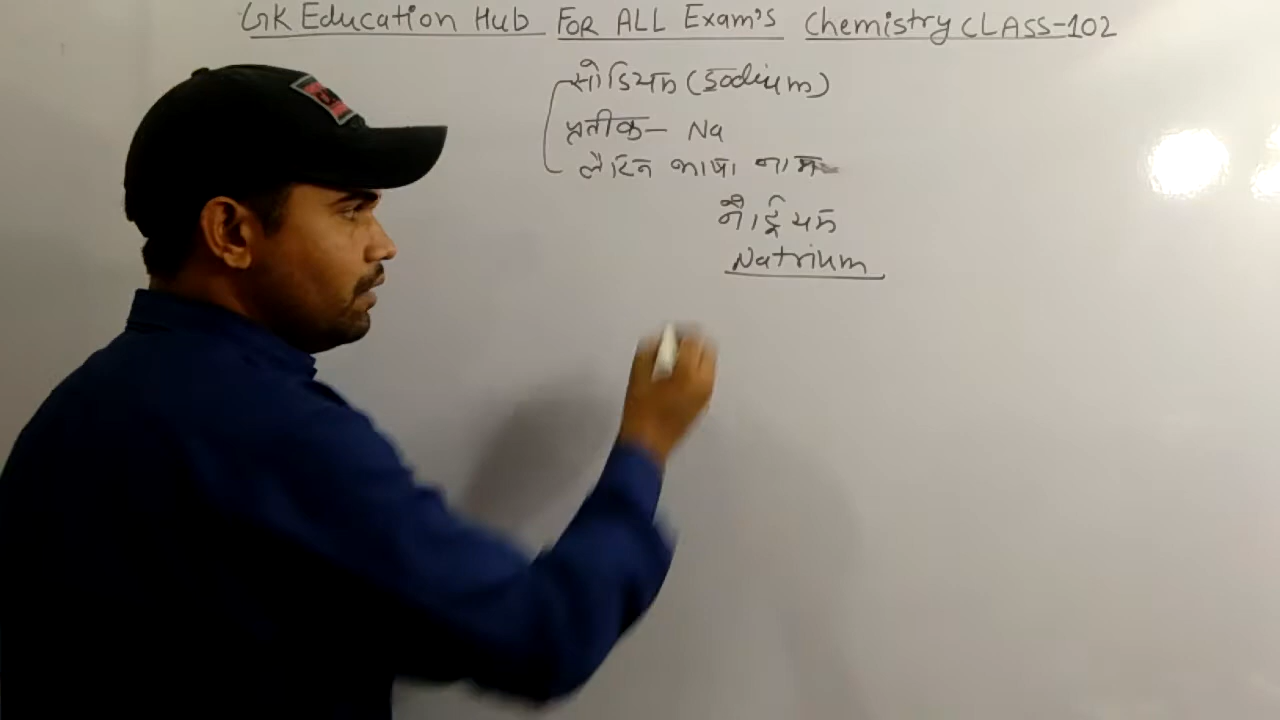 GK Education Hub FOR ALL Exam's Chemistry CLASS-102
सोडियम (Sodium)
प्रतीक- Na
लैटिन भाषा नाम
नैट्रियम
Natrium